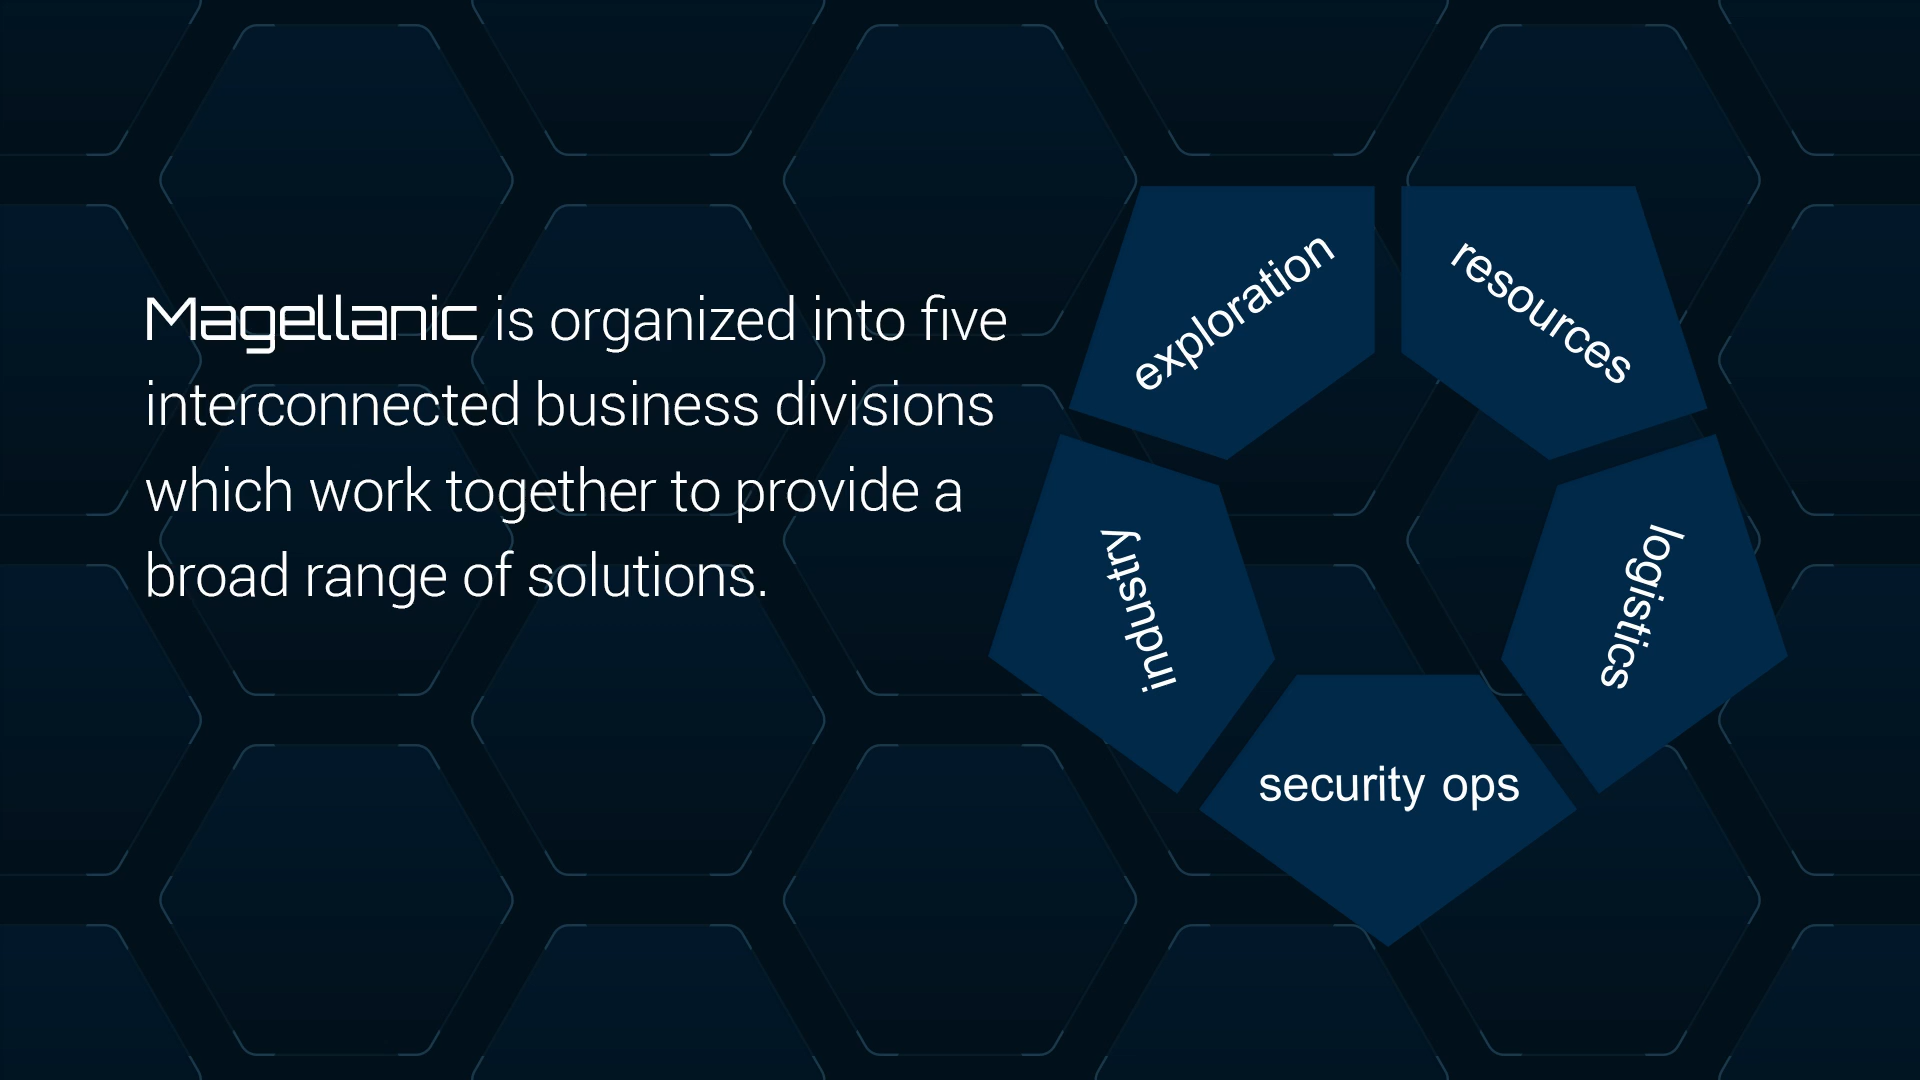 Magellanic is organized into five
interconnected business divisions
which work together to provide a
broad range of solutions.
exploration
resources
industry
logistics
security ops